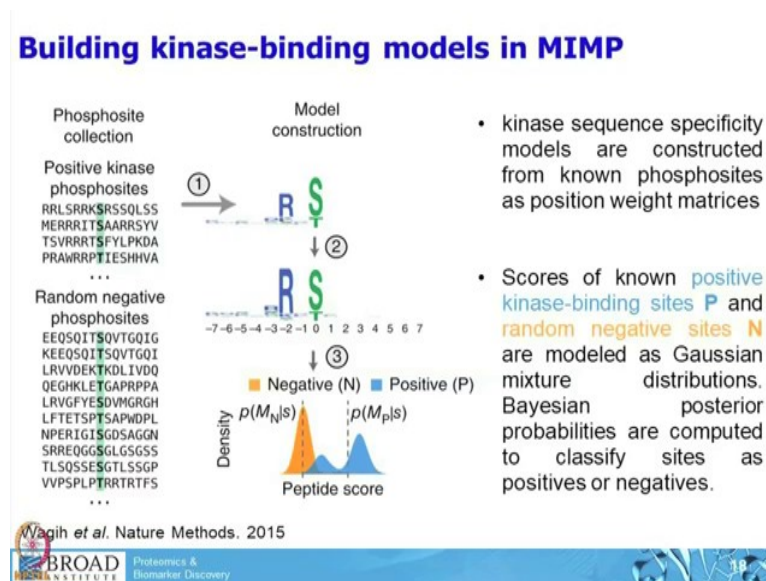 Building kinase-binding models in MIMP
Phosphosite
collection
Positive kinase
phosphosites
RRLSRRKSRSSQLSS
MERRRITSAARRSYV
TSVRRRTSFYLPKDA
PRAWRRPTIESHHVA
...
Random negative
phosphosites
EEQSQITSQVTGQIG
KEEQSQITSQVTGQI
LRVVDEKTKDLIVDQ
QEGHKLETGAPRPPA
LRVGFYESDVMGRGH
LFTETSPTSAPWDPL
NPERIGISGDSAGGN
SRREQGGSGLGSGSS
TLSQSSESGTLSSGP
VVPSPLPTRRTRTFS
...
Model
construction
1
R S
T
2
R S
T
-7 -6 -5 -4 -3 -2 -1 0 1 2 3 4 5 6 7
3
Negative (N) Positive (P)
p(MN|s) p(MP|s)
Density
Peptide score
• kinase sequence specificity
models are constructed
from known phosphosites
as position weight matrices
• Scores of known positive
kinase-binding sites P and
random negative sites N
are modeled as Gaussian
mixture distributions.
Bayesian posterior
probabilities are computed
to classify sites as
positives or negatives.
Wagih et al. Nature Methods. 2015
BROAD
INSTITUTE
Proteomics &
Biomarker Discovery
18